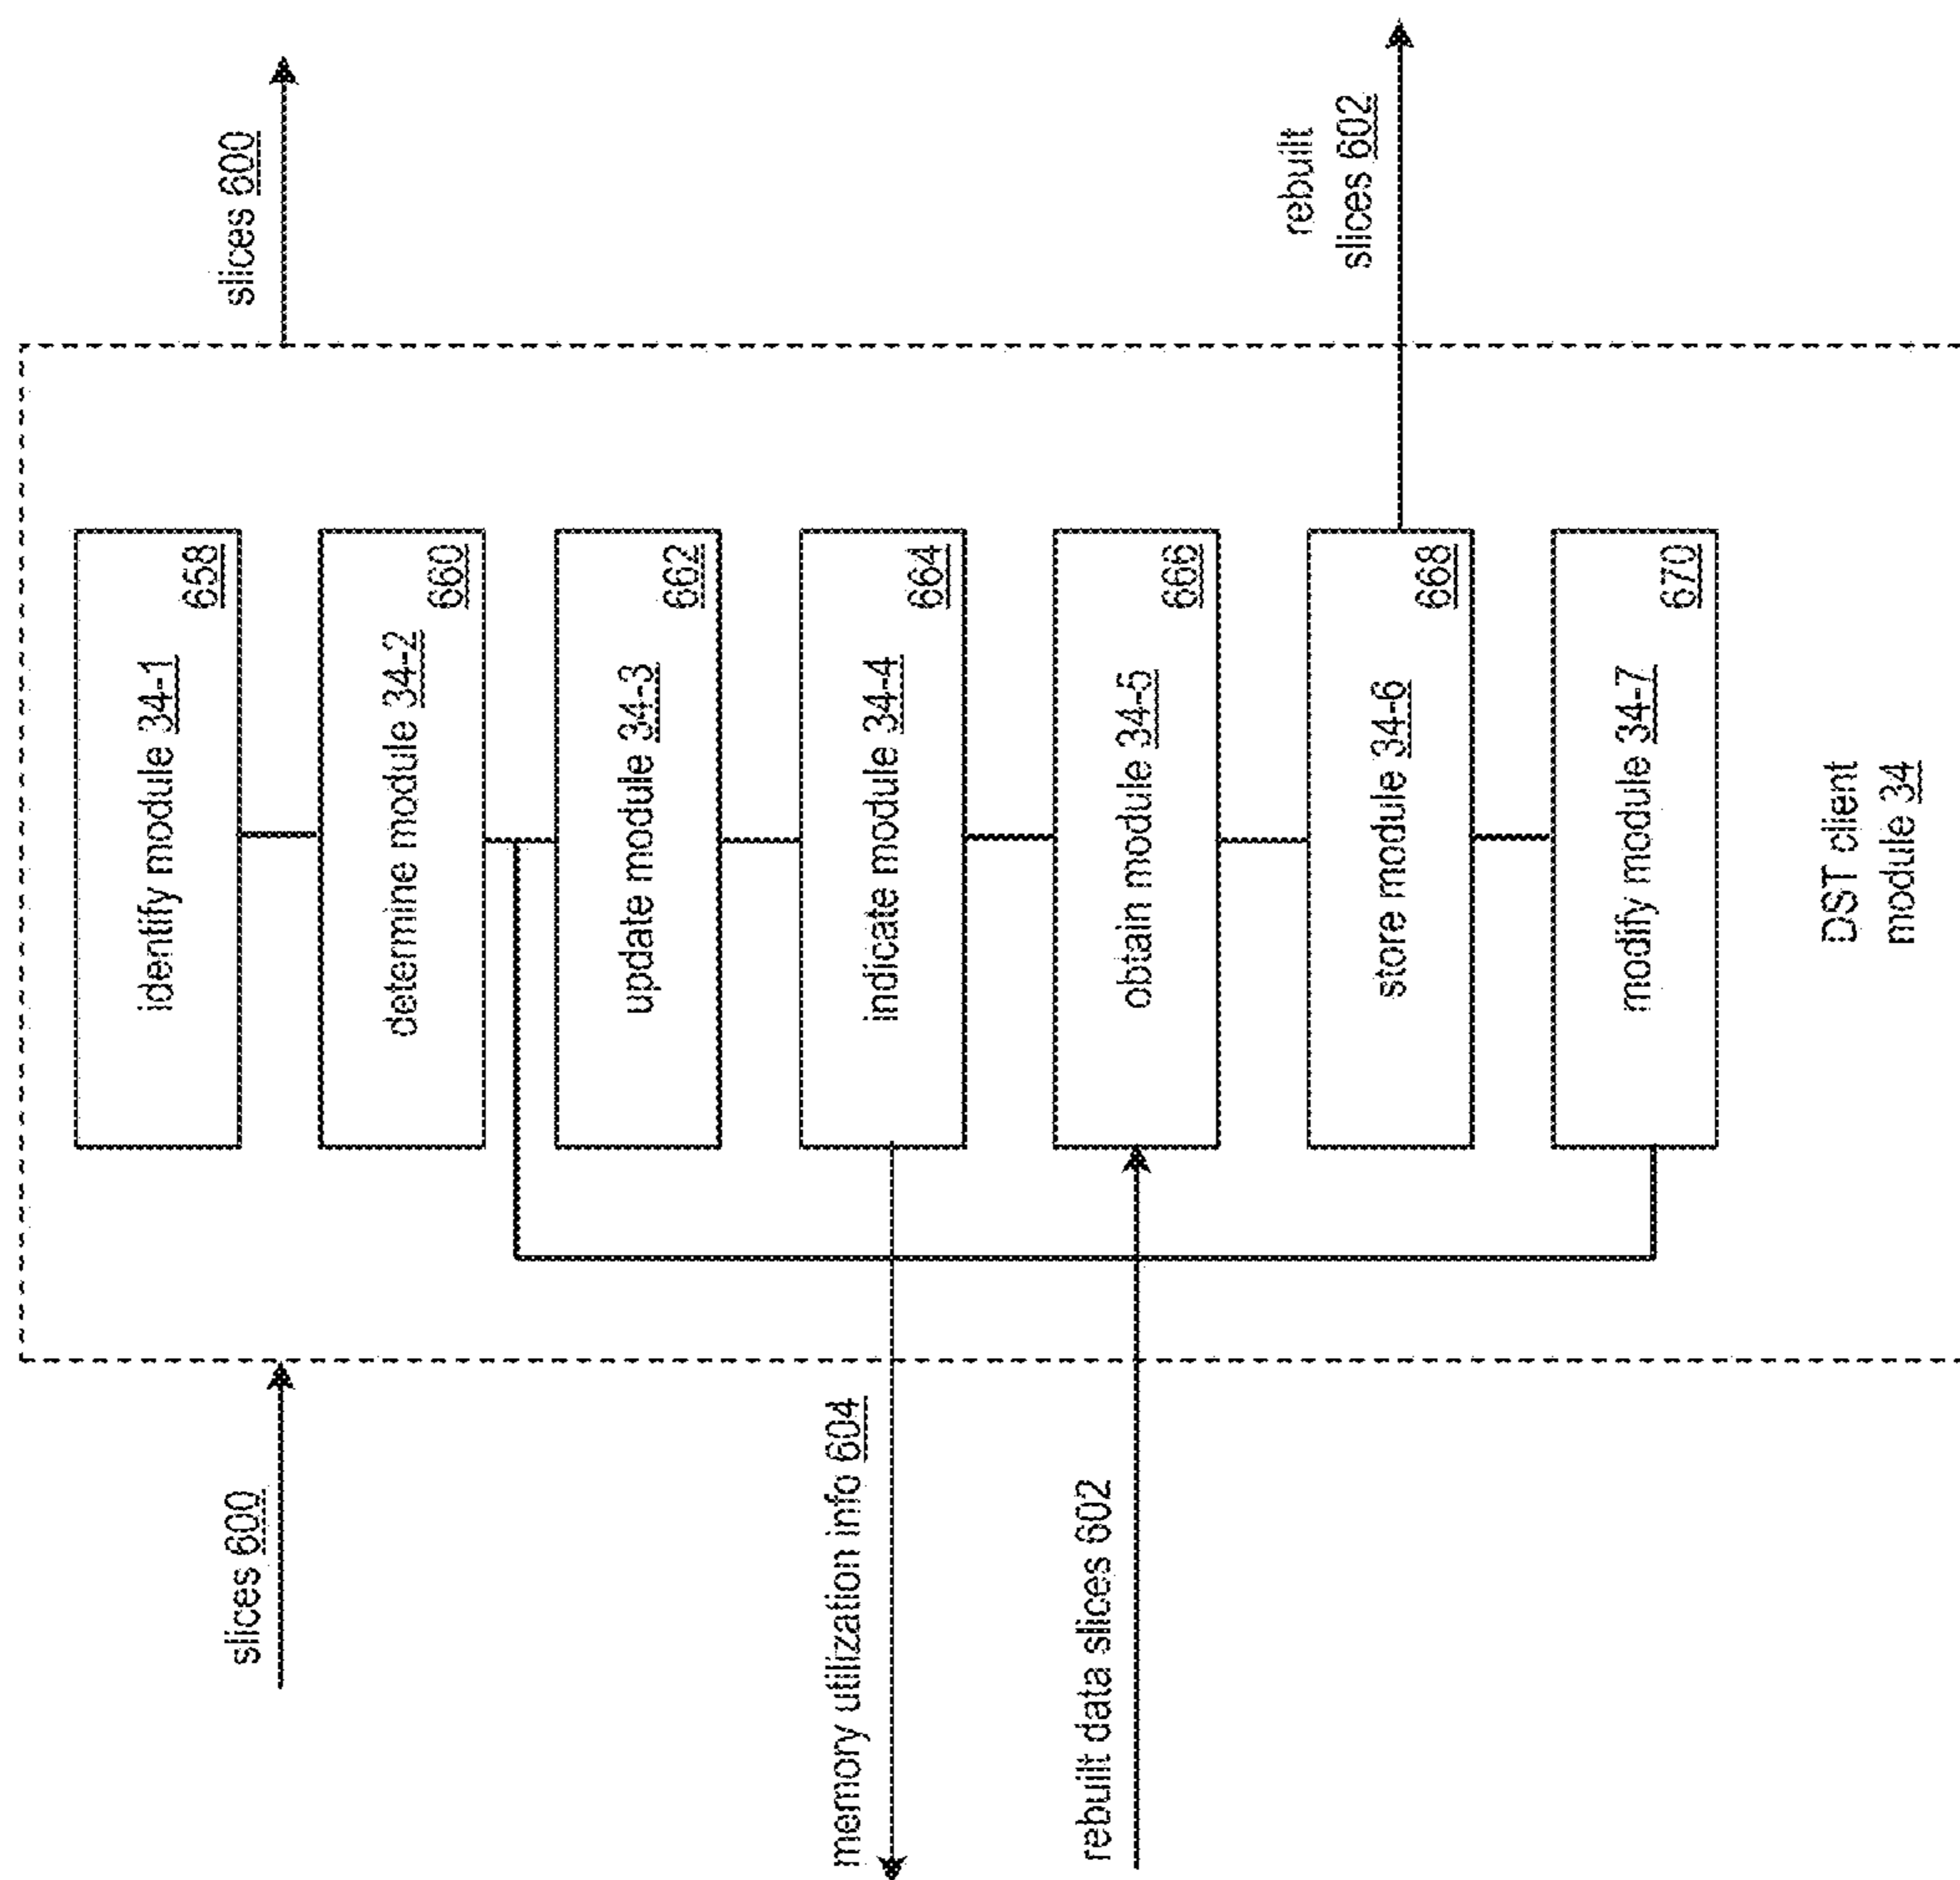 slices 600
memory utilization info 604
rebuilt data slices 602
identify module 34-1
658
determine module 34-2
660
update module 34-3
662
indicate module 34-4
664
obtain module 34-5
666
store module 34-6
668
modify module 34-7
670
DST client
module 34
slices 600
rebuilt
slices 602